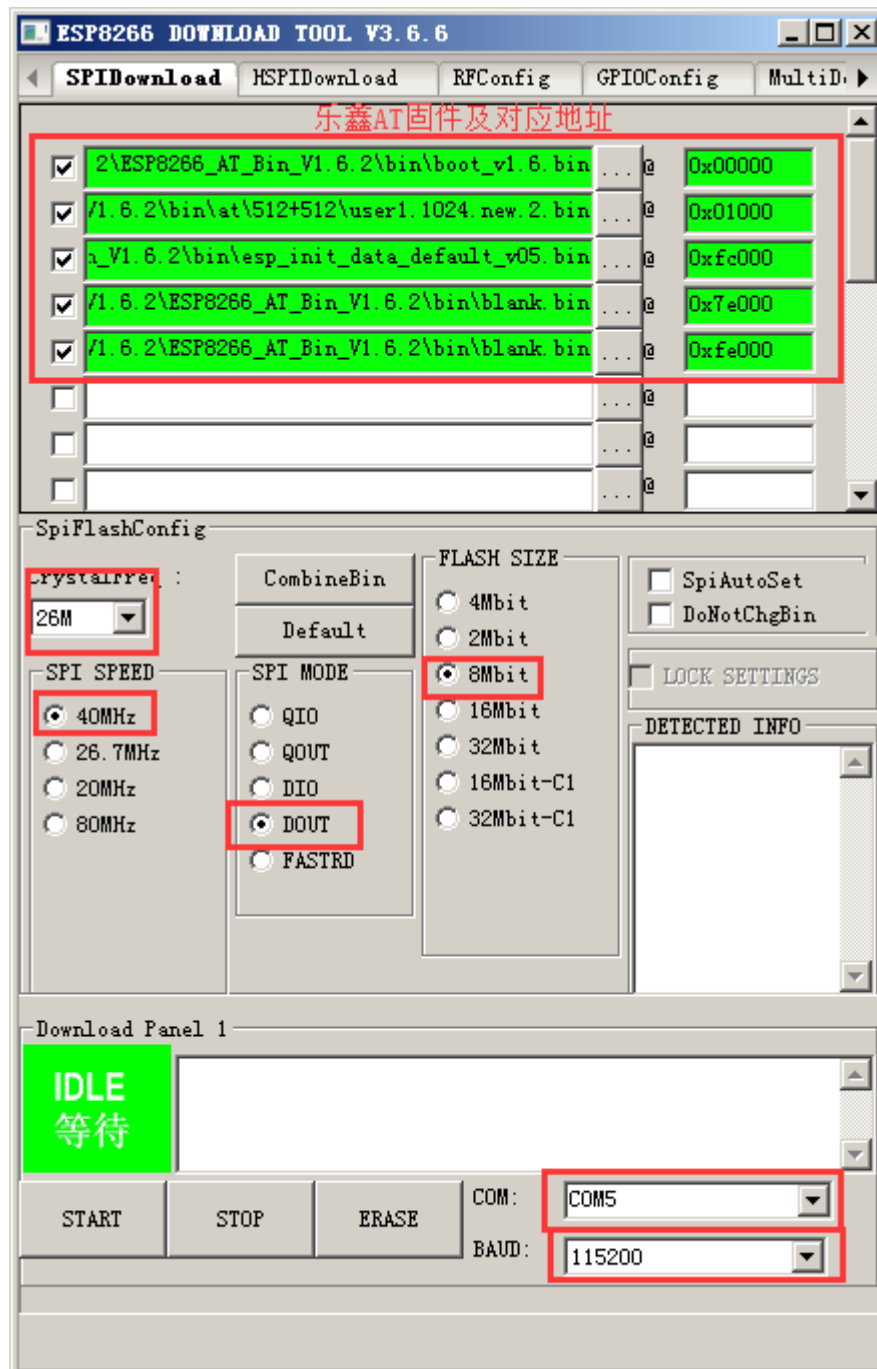 ESP8266 DOWNLOAD TOOL V3.6.6
SPIDownload HSPIDownload RFConfig GPIOConfig MultiD
乐鑫AT固件及对应地址
2\ESP8266_AT_Bin_V1.6.2\bin\boot_v1.6.bin ... @ 0x00000
/1.6.2\bin\at\512+512\user1.1024.new.2.bin ... @ 0x01000
n_V1.6.2\bin\esp_init_data_default_v05.bin ... @ 0xfc000
/1.6.2\ESP8266_AT_Bin_V1.6.2\bin\blank.bin ... @ 0x7e000
/1.6.2\ESP8266_AT_Bin_V1.6.2\bin\blank.bin ... @ 0xfe000
... @
... @
... @
SpiFlashConfig
CrystalFreq :
26M
CombineBin
Default
SPI SPEED
40MHz
26.7MHz
20MHz
80MHz
SPI MODE
QIO
QOUT
DIO
DOUT
FASTRD
FLASH SIZE
4Mbit
2Mbit
8Mbit
16Mbit
32Mbit
16Mbit-C1
32Mbit-C1
SpiAutoSet
DoNotChgBin
LOCK SETTINGS
DETECTED INFO
Download Panel 1
IDLE
等待
START STOP ERASE
COM: COM5
BAUD: 115200